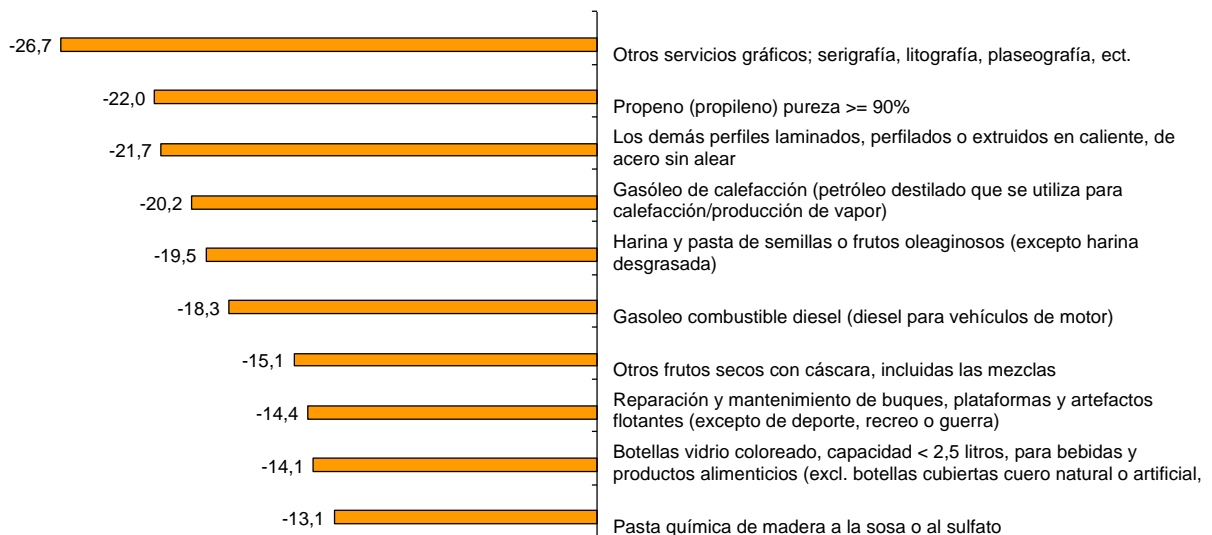 -26,7
Otros servicios gráficos; serigrafía, litografía, plaseografía, ect.
-22,0
Propeno (propileno) pureza >= 90%
-21,7
Los demás perfiles laminados, perfilados o extruidos en caliente, de
acero sin alear
-20,2
Gasóleo de calefacción (petróleo destilado que se utiliza para
calefacción/producción de vapor)
-19,5
Harina y pasta de semillas o frutos oleaginosos (excepto harina
desgrasada)
-18,3
Gasoleo combustible diesel (diesel para vehículos de motor)
-15,1
Otros frutos secos con cáscara, incluidas las mezclas
-14,4
Reparación y mantenimiento de buques, plataformas y artefactos
flotantes (excepto de deporte, recreo o guerra)
-14,1
Botellas vidrio coloreado, capacidad < 2,5 litros, para bebidas y
productos alimenticios (excl. botellas cubiertas cuero natural o artificial,
-13,1
Pasta química de madera a la sosa o al sulfato